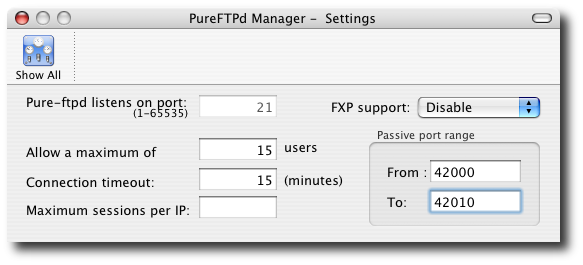 PureFTPd Manager – Settings
Show All
Pure-ftpd listens on port: 21
(1-65535)
FXP support: Disable
Allow a maximum of 15 users
Connection timeout: 15 (minutes)
Maximum sessions per IP:
Passive port range
From : 42000
To: 42010